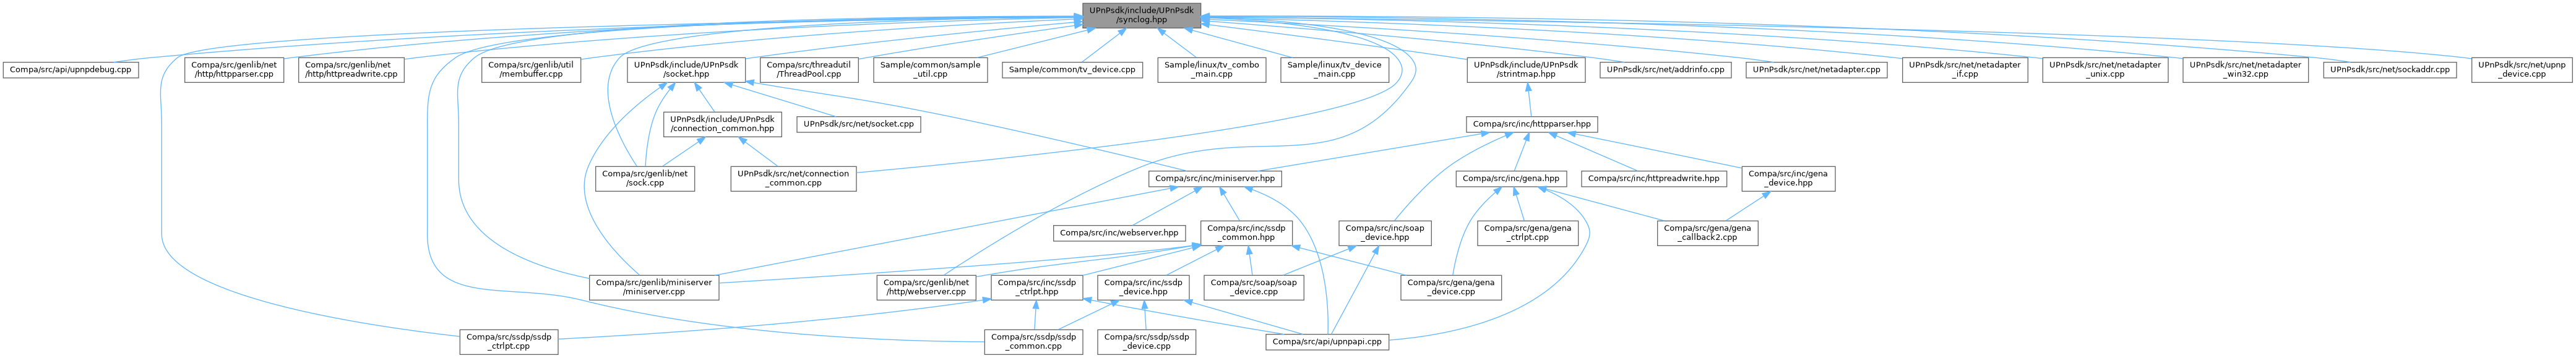 UPnPsdk/include/UPnPsdk
/synclog.hpp
Compa/src/api/upnpdebug.cpp
Compa/src/genlib/net
/http/httpparser.cpp
Compa/src/genlib/net
/http/httpreadwrite.cpp
Compa/src/genlib/util
/membuffer.cpp
UPnPsdk/include/UPnPsdk
/socket.hpp
Compa/src/threadutil
/ThreadPool.cpp
Sample/common/sample
_util.cpp
Sample/common/tv_device.cpp
Sample/linux/tv_combo
_main.cpp
Sample/linux/tv_device
_main.cpp
UPnPsdk/include/UPnPsdk
/strintmap.hpp
UPnPsdk/src/net/addrinfo.cpp
UPnPsdk/src/net/netadapter.cpp
UPnPsdk/src/net/netadapter
_if.cpp
UPnPsdk/src/net/netadapter
_unix.cpp
UPnPsdk/src/net/netadapter
_win32.cpp
UPnPsdk/src/net/sockaddr.cpp
UPnPsdk/src/net/upnp
_device.cpp
UPnPsdk/include/UPnPsdk
/connection_common.hpp
UPnPsdk/src/net/socket.cpp
Compa/src/inc/httpparser.hpp
Compa/src/genlib/net
/sock.cpp
UPnPsdk/src/net/connection
_common.cpp
Compa/src/inc/miniserver.hpp
Compa/src/inc/gena.hpp
Compa/src/inc/httpreadwrite.hpp
Compa/src/inc/gena
_device.hpp
Compa/src/inc/webserver.hpp
Compa/src/inc/ssdp
_common.hpp
Compa/src/inc/soap
_device.hpp
Compa/src/gena/gena
_ctrlpt.cpp
Compa/src/gena/gena
_callback2.cpp
Compa/src/genlib/miniserver
/miniserver.cpp
Compa/src/genlib/net
/http/webserver.cpp
Compa/src/inc/ssdp
_ctrlpt.hpp
Compa/src/inc/ssdp
_device.hpp
Compa/src/soap/soap
_device.cpp
Compa/src/gena/gena
_device.cpp
Compa/src/ssdp/ssdp
_ctrlpt.cpp
Compa/src/ssdp/ssdp
_common.cpp
Compa/src/ssdp/ssdp
_device.cpp
Compa/src/api/upnpapi.cpp